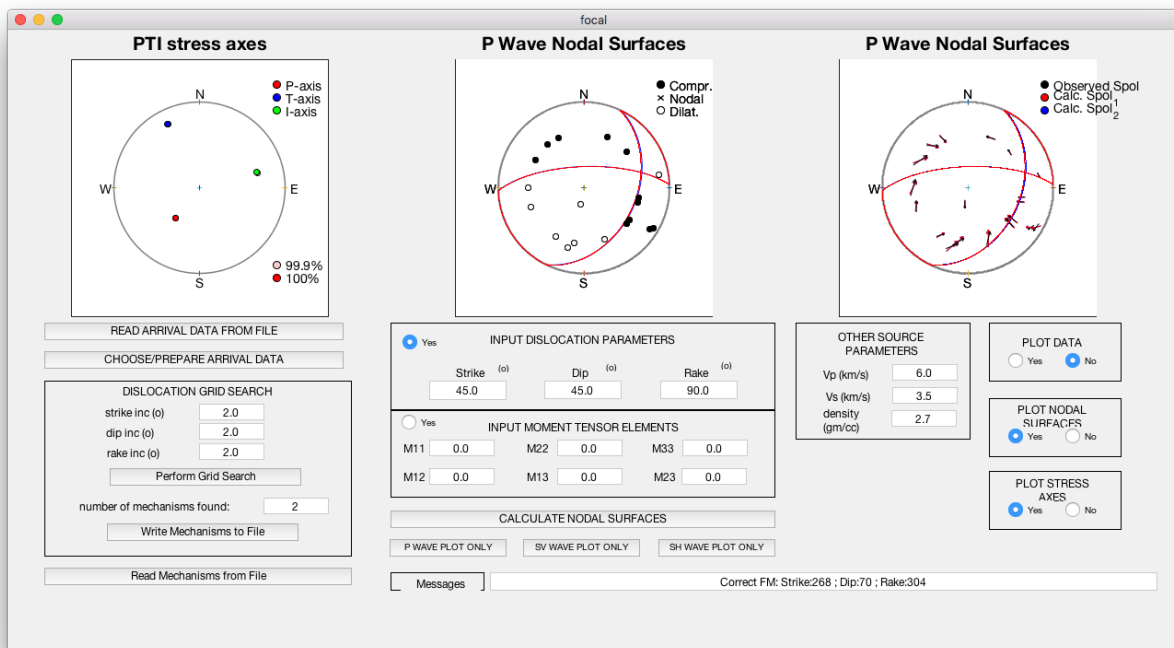 focal
PTI stress axes
P-axis
T-axis
I-axis
N
W
E
S
99.9%
100%
P Wave Nodal Surfaces
Compr.
Nodal
Dilat.
N
W
E
S
P Wave Nodal Surfaces
Observed Spol
Calc. Spol1
Calc. Spol2
N
W
E
S
READ ARRIVAL DATA FROM FILE
CHOOSE/PREPARE ARRIVAL DATA
DISLOCATION GRID SEARCH
strike inc (o) 2.0
dip inc (o) 2.0
rake inc (o) 2.0
Perform Grid Search
number of mechanisms found: 2
Write Mechanisms to File
Read Mechanisms from File
Yes INPUT DISLOCATION PARAMETERS
Strike (o) Dip (o) Rake (o)
45.0 45.0 90.0
Yes INPUT MOMENT TENSOR ELEMENTS
M11 0.0 M22 0.0 M33 0.0
M12 0.0 M13 0.0 M23 0.0
CALCULATE NODAL SURFACES
P WAVE PLOT ONLY SV WAVE PLOT ONLY SH WAVE PLOT ONLY
Messages Correct FM: Strike:268 ; Dip:70 ; Rake:304
OTHER SOURCE
PARAMETERS
Vp (km/s) 6.0
Vs (km/s) 3.5
density
(gm/cc) 2.7
PLOT DATA
Yes No
PLOT NODAL
SURFACES
Yes No
PLOT STRESS
AXES
Yes No